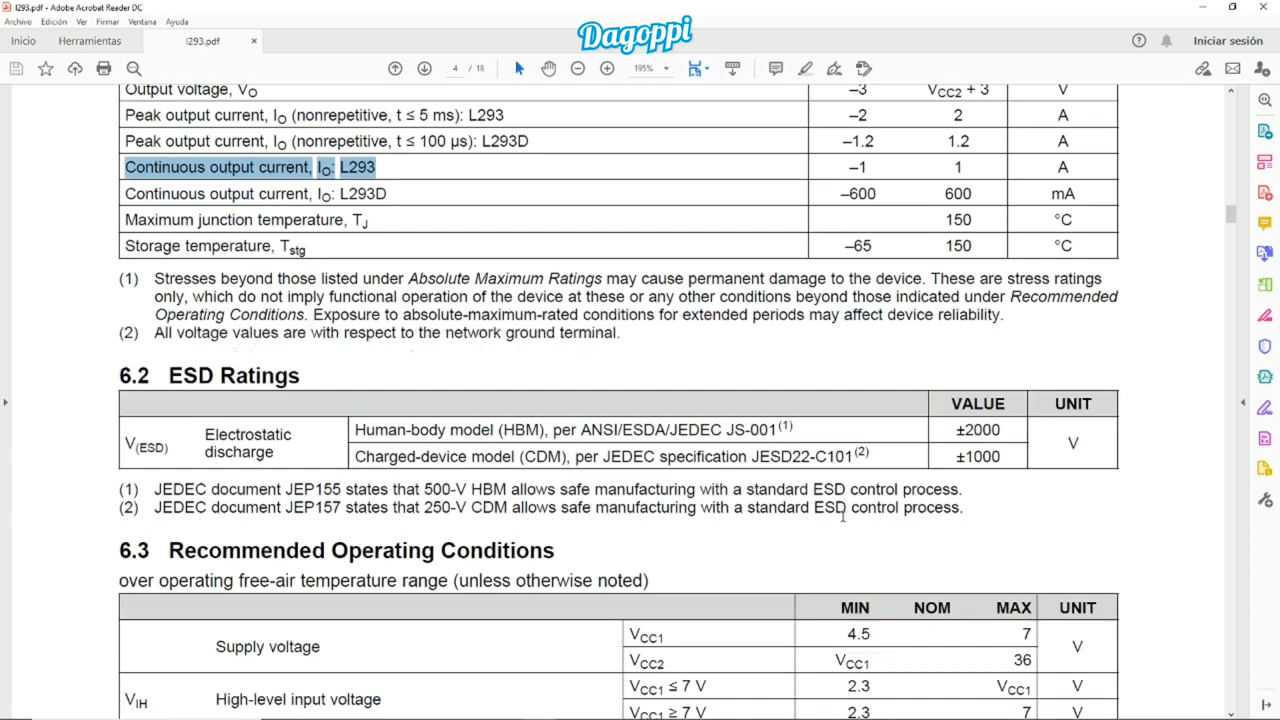 l293.pdf - Adobe Acrobat Reader DC
Archivo Edición Ver Firmar Ventana Ayuda
Dagoppi
Inicio Herramientas l293.pdf × Iniciar sesión
4 / 18 195%
Output voltage, VO –3 VCC2 + 3 V
Peak output current, IO (nonrepetitive, t ≤ 5 ms): L293 –2 2 A
Peak output current, IO (nonrepetitive, t ≤ 100 µs): L293D –1.2 1.2 A
Continuous output current, IO: L293 –1 1 A
Continuous output current, IO: L293D –600 600 mA
Maximum junction temperature, TJ 150 °C
Storage temperature, Tstg –65 150 °C
(1) Stresses beyond those listed under Absolute Maximum Ratings may cause permanent damage to the device. These are stress ratings
only, which do not imply functional operation of the device at these or any other conditions beyond those indicated under Recommended
Operating Conditions. Exposure to absolute-maximum-rated conditions for extended periods may affect device reliability.
(2) All voltage values are with respect to the network ground terminal.
6.2 ESD Ratings
VALUE UNIT
V(ESD) Electrostatic discharge Human-body model (HBM), per ANSI/ESDA/JEDEC JS-001(1) ±2000 V
Charged-device model (CDM), per JEDEC specification JESD22-C101(2) ±1000
(1) JEDEC document JEP155 states that 500-V HBM allows safe manufacturing with a standard ESD control process.
(2) JEDEC document JEP157 states that 250-V CDM allows safe manufacturing with a standard ESD control process.
6.3 Recommended Operating Conditions
over operating free-air temperature range (unless otherwise noted)
MIN NOM MAX UNIT
Supply voltage VCC1 4.5 7 V
VCC2 VCC1 36
VIH High-level input voltage VCC1 ≤ 7 V 2.3 VCC1 V
VCC1 ≥ 7 V 2.3 7 V